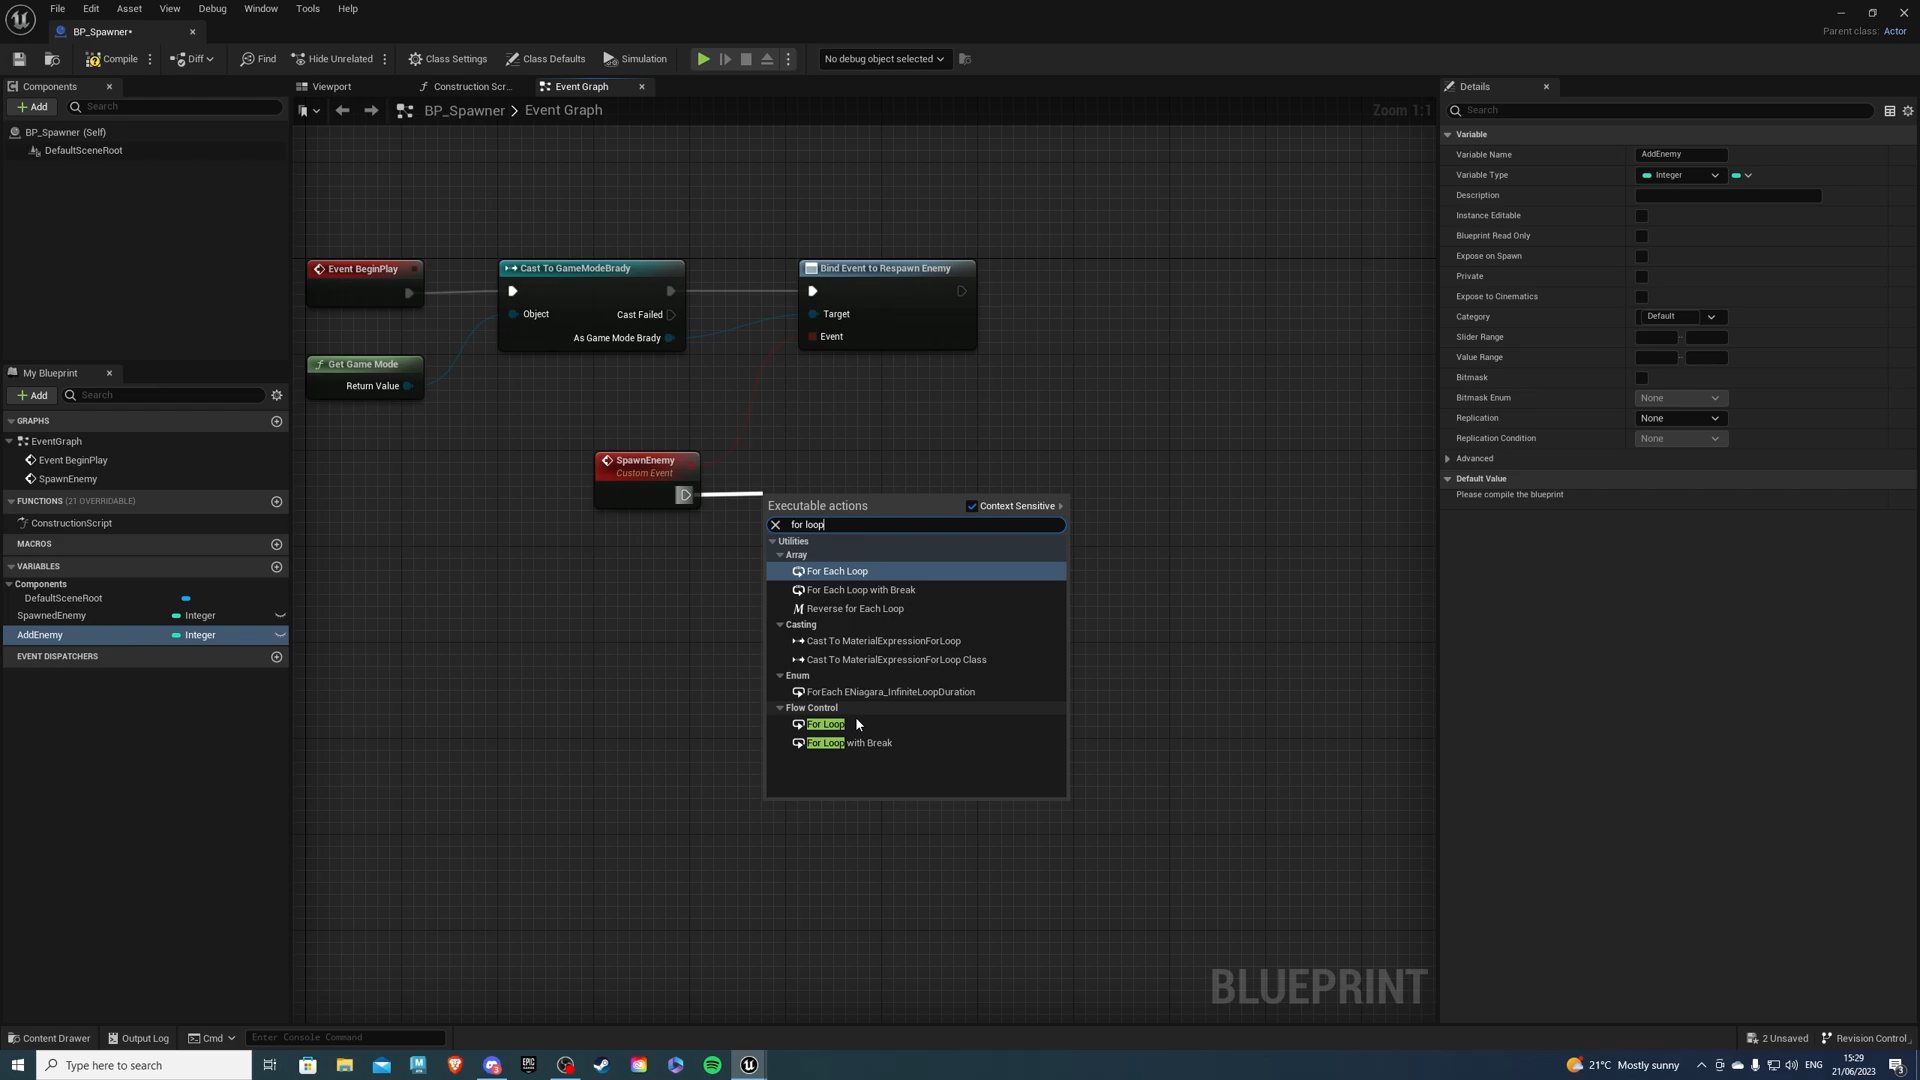 File Edit Asset View Debug Window Tools Help
BP_Spawner*
Parent class: Actor
Compile Diff Find Hide Unrelated Class Settings Class Defaults Simulation No debug object selected
Components
Add Search
BP_Spawner (Self)
DefaultSceneRoot
My Blueprint
Add Search
GRAPHS
EventGraph
Event BeginPlay
SpawnEnemy
FUNCTIONS (21 OVERRIDABLE)
ConstructionScript
MACROS
VARIABLES
Components
DefaultSceneRoot
SpawnedEnemy Integer
AddEnemy Integer
EVENT DISPATCHERS
Viewport Construction Scr... Event Graph
BP_Spawner > Event Graph Zoom 1:1
Event BeginPlay
Get Game Mode
Return Value
Cast To GameModeBrady
Object Cast Failed
As Game Mode Brady
Bind Event to Respawn Enemy
Target
Event
SpawnEnemy
Custom Event
Executable actions Context Sensitive
for loop
Utilities
Array
For Each Loop
For Each Loop with Break
Reverse for Each Loop
Casting
Cast To MaterialExpressionForLoop
Cast To MaterialExpressionForLoop Class
Enum
ForEach ENiagara_InfiniteLoopDuration
Flow Control
For Loop
For Loop with Break
BLUEPRINT
Details
Search
Variable
Variable Name AddEnemy
Variable Type Integer
Description
Instance Editable
Blueprint Read Only
Expose on Spawn
Private
Expose to Cinematics
Category Default
Slider Range
Value Range
Bitmask
Bitmask Enum None
Replication None
Replication Condition None
Advanced
Default Value
Please compile the blueprint
Content Drawer Output Log Cmd Enter Console Command 2 Unsaved Revision Control
Type here to search
21°C Mostly sunny ENG 15:29
21/06/2023